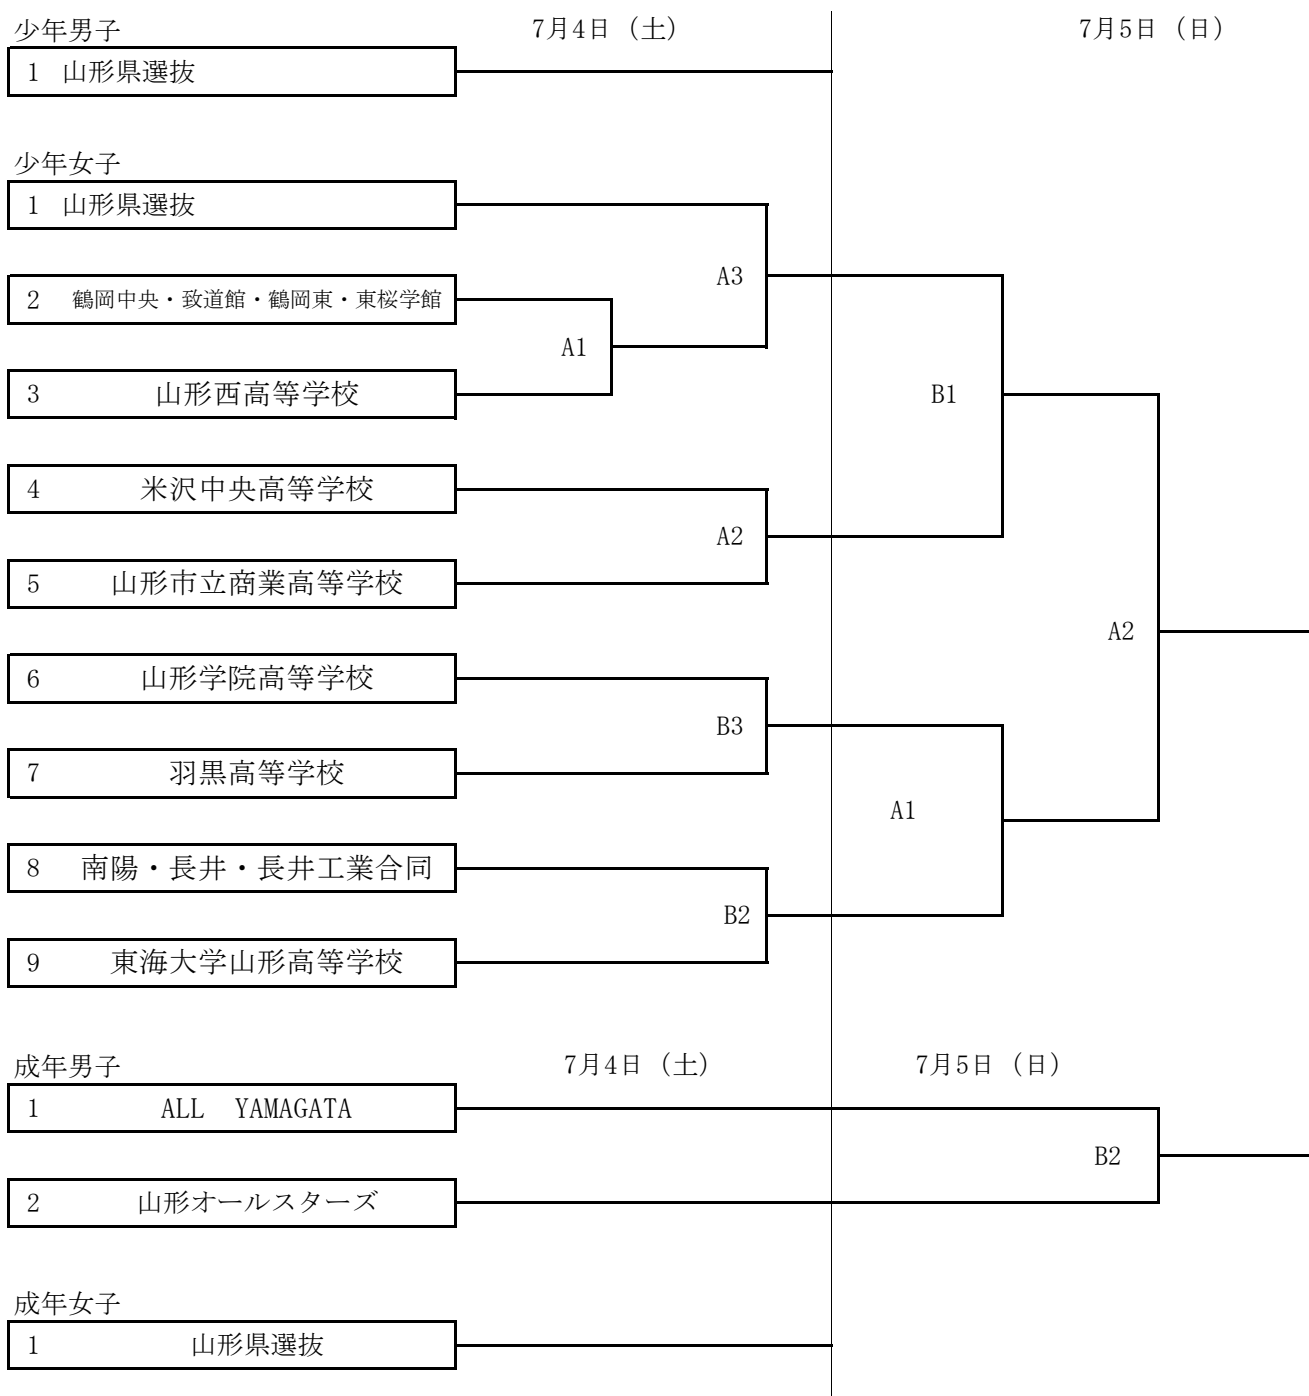 少年男子 7月4日（土） 7月5日（日）
1 山形県選抜
少年女子
1 山形県選抜
A3
2 鶴岡中央・致道館・鶴岡東・東桜学館
A1
3 山形西高等学校
B1
4 米沢中央高等学校
A2
5 山形市立商業高等学校
A2
6 山形学院高等学校
B3
7 羽黒高等学校
A1
8 南陽・長井・長井工業合同
B2
9 東海大学山形高等学校
成年男子 7月4日（土） 7月5日（日）
1 ALL YAMAGATA
B2
2 山形オールスターズ
成年女子
1 山形県選抜